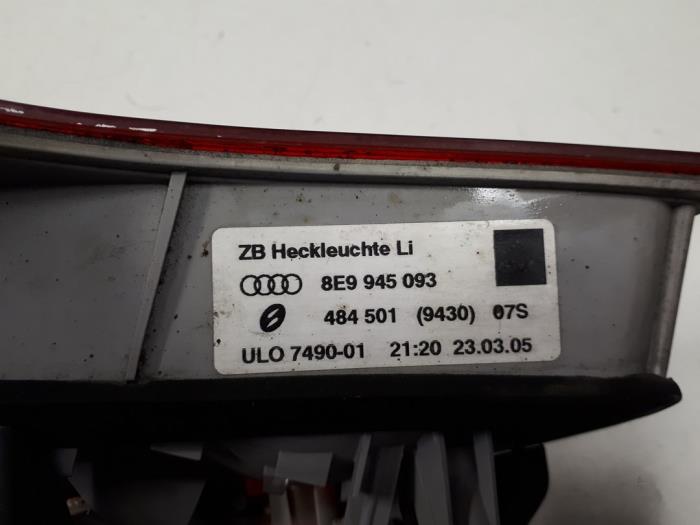 ZB Heckleuchte Li
8E9 945 093
484 501 (9430) 07S
ULO 7490-01 21:20 23.03.05